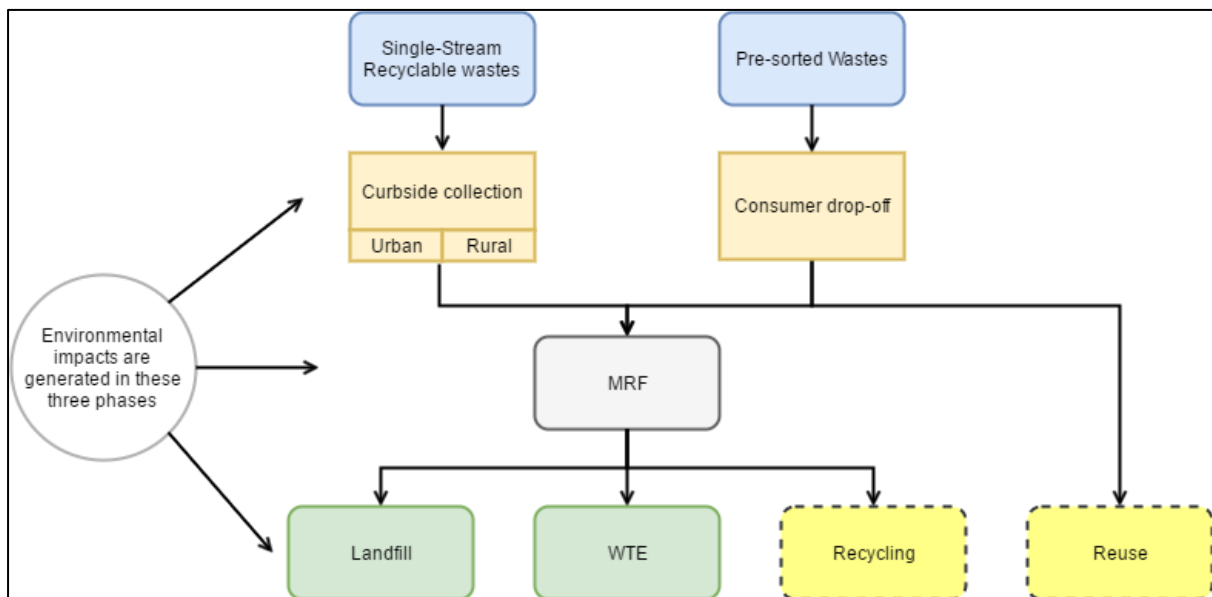 Single-Stream
Recyclable wastes
Pre-sorted Wastes
Curbside collection
Urban
Rural
Consumer drop-off
Environmental
impacts are
generated in these
three phases
MRF
Landfill
WTE
Recycling
Reuse